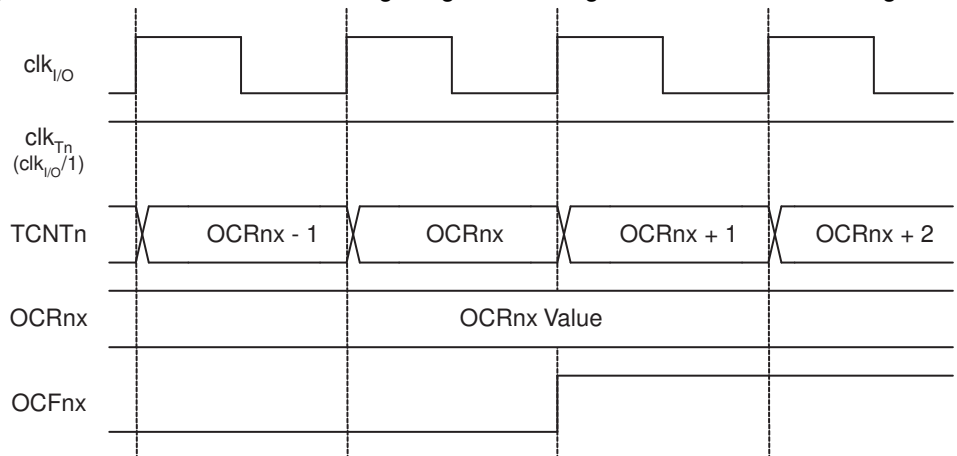 clkI/O
clkTn
(clkI/O/1)
TCNTn OCRnx - 1 OCRnx OCRnx + 1 OCRnx + 2
OCRnx OCRnx Value
OCFnx